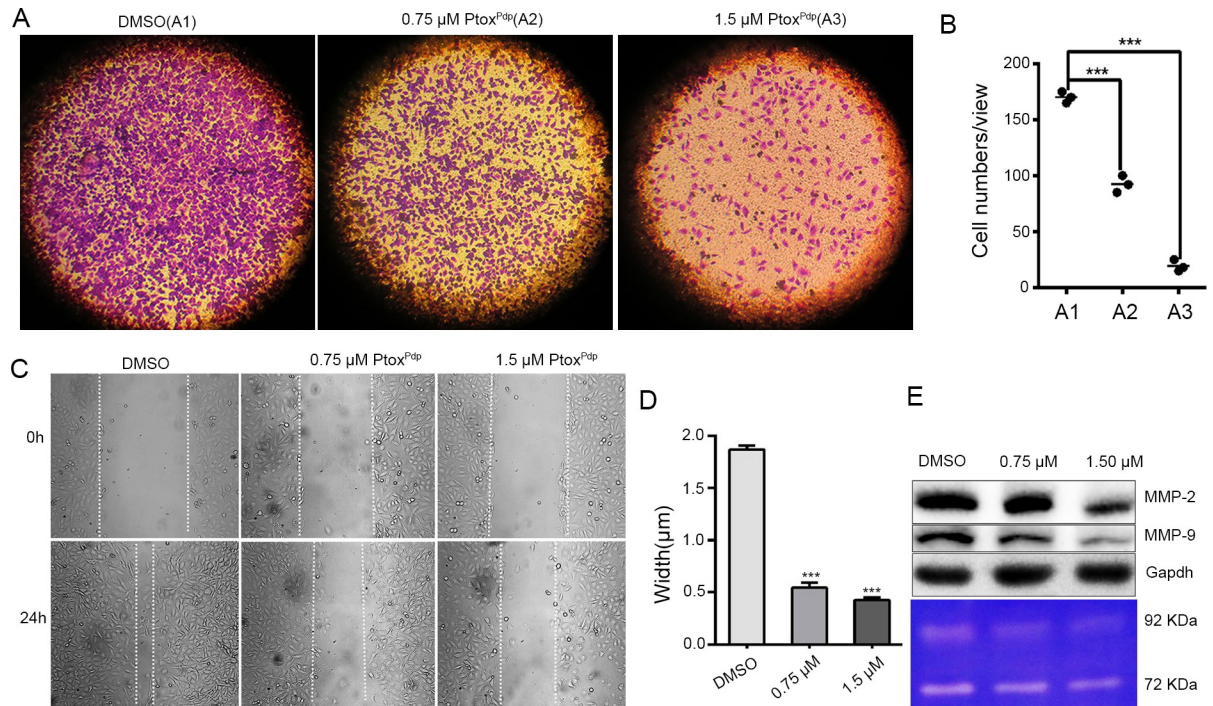 A
DMSO(A1)
0.75 µM Ptox^Pdp(A2)
1.5 µM Ptox^Pdp(A3)
B
Cell numbers/view
200
150
100
50
0
***
***
A1
A2
A3
C
DMSO
0.75 µM Ptox^Pdp
1.5 µM Ptox^Pdp
0h
24h
D
Width(µm)
2.0
1.5
1.0
0.5
0.0
***
***
DMSO
0.75 µM
1.5 µM
E
DMSO
0.75 µM
1.50 µM
MMP-2
MMP-9
Gapdh
92 KDa
72 KDa